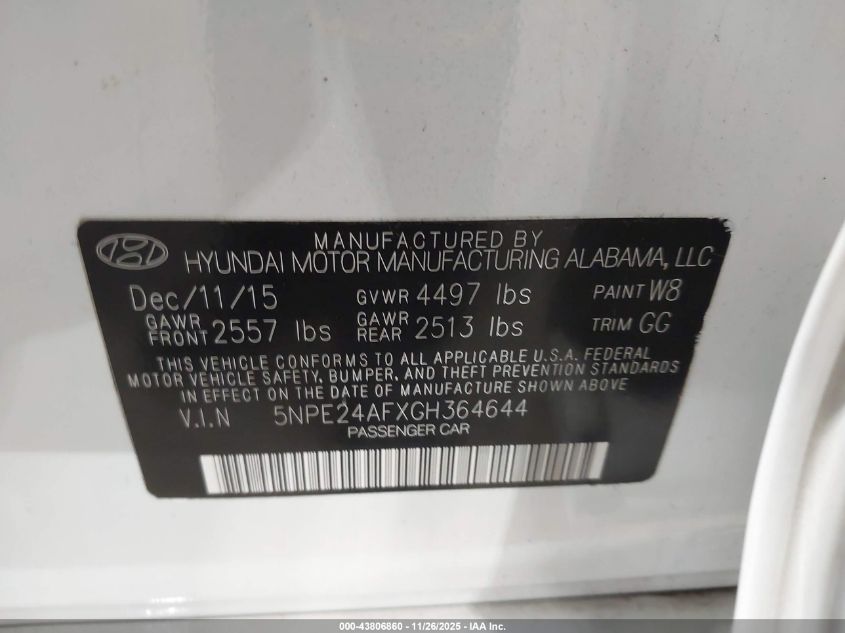 MANUFACTURED BY
HYUNDAI MOTOR MANUFACTURING ALABAMA, LLC
Dec/11/15 GVWR 4497 lbs PAINT W8
GAWR FRONT 2557 lbs GAWR REAR 2513 lbs TRIM GG
THIS VEHICLE CONFORMS TO ALL APPLICABLE U.S.A. FEDERAL
MOTOR VEHICLE SAFETY, BUMPER, AND THEFT PREVENTION STANDARDS
IN EFFECT ON THE DATE OF MANUFACTURE SHOWN ABOVE
V.I.N 5NPE24AFXGH364644
PASSENGER CAR
000-43806860 - 11/26/2025 - IAA Inc.